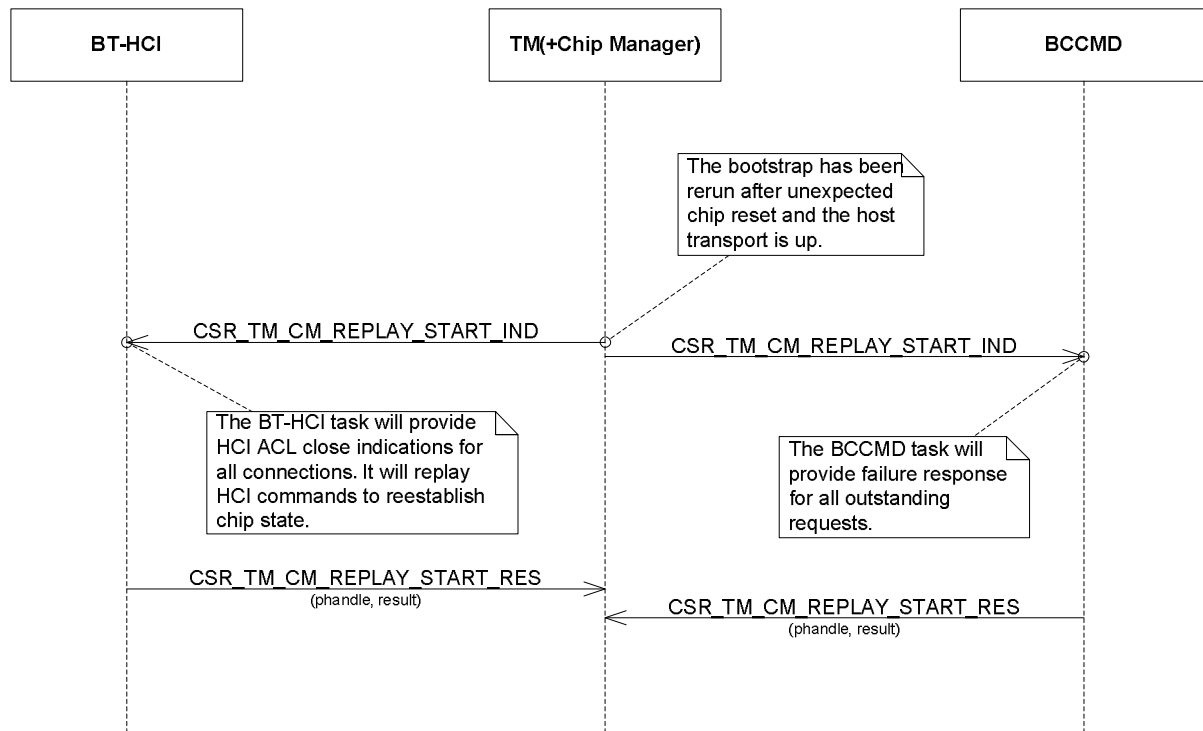 BT-HCI
TM(+Chip Manager)
BCCMD
The bootstrap has been
rerun after unexpected
chip reset and the host
transport is up.
CSR_TM_CM_REPLAY_START_IND
CSR_TM_CM_REPLAY_START_IND
The BT-HCI task will provide
HCI ACL close indications for
all connections. It will replay
HCI commands to reestablish
chip state.
The BCCMD task will
provide failure response
for all outstanding
requests.
CSR_TM_CM_REPLAY_START_RES
(phandle, result)
CSR_TM_CM_REPLAY_START_RES
(phandle, result)